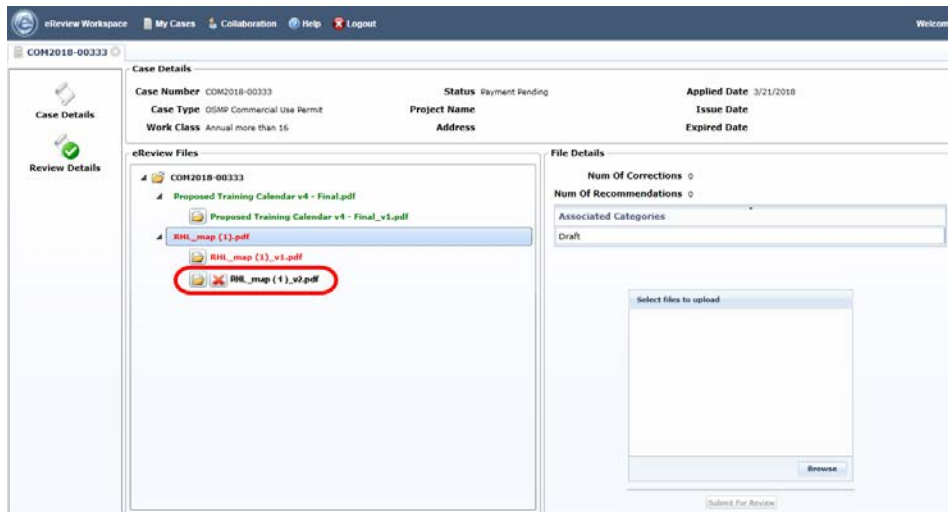 eReview Workspace My Cases Collaboration Help Logout Welcom
COM2018-00333
Case Details
Review Details
Case Details
Case Number COM2018-00333 Status Payment Pending Applied Date 3/21/2018
Case Type OSMP Commercial Use Permit Project Name Issue Date
Work Class Annual more than 16 Address Expired Date
eReview Files
COM2018-00333
Proposed Training Calendar v4 - Final.pdf
Proposed Training Calendar v4 - Final_v1.pdf
RHL_map (1).pdf
RHL_map (1)_v1.pdf
RHL_map (1)_v2.pdf
File Details
Num Of Corrections 0
Num Of Recommendations 0
Associated Categories
Draft
Select files to upload
Browse
Submit For Review